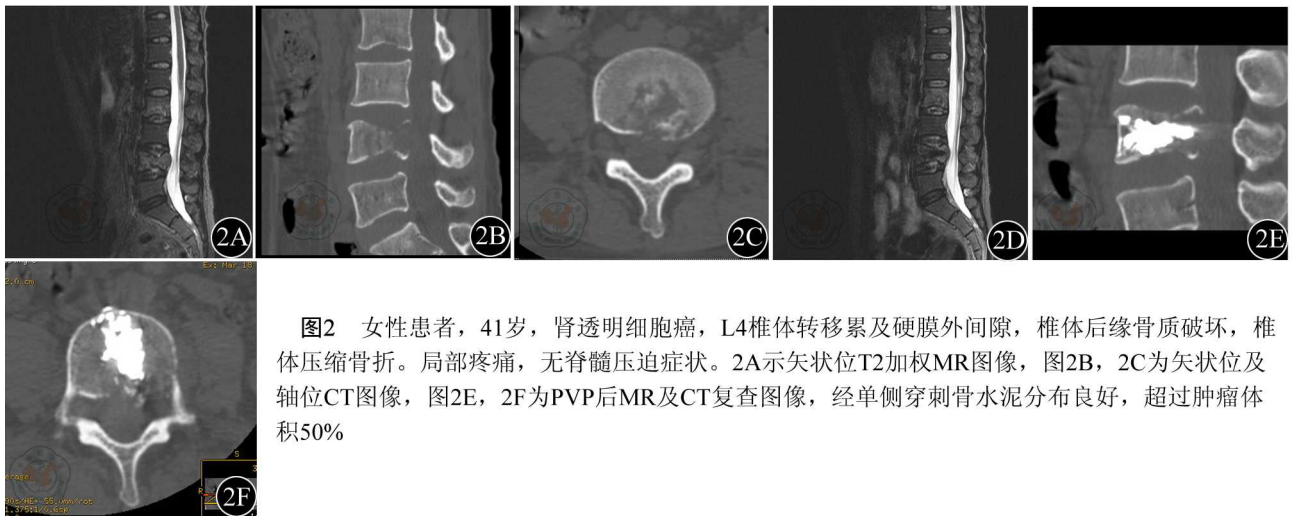 2A
2B
2C
2D
2E
Ex: Mar 18
2.0 cm
2F
图2 女性患者，41岁，肾透明细胞癌，L4椎体转移累及硬膜外间隙，椎体后缘骨质破坏，椎
体压缩骨折。局部疼痛，无脊髓压迫症状。2A示矢状位T2加权MR图像，图2B，2C为矢状位及
轴位CT图像，图2E，2F为PVP后MR及CT复查图像，经单侧穿刺骨水泥分布良好，超过肿瘤体
积50%
S
R